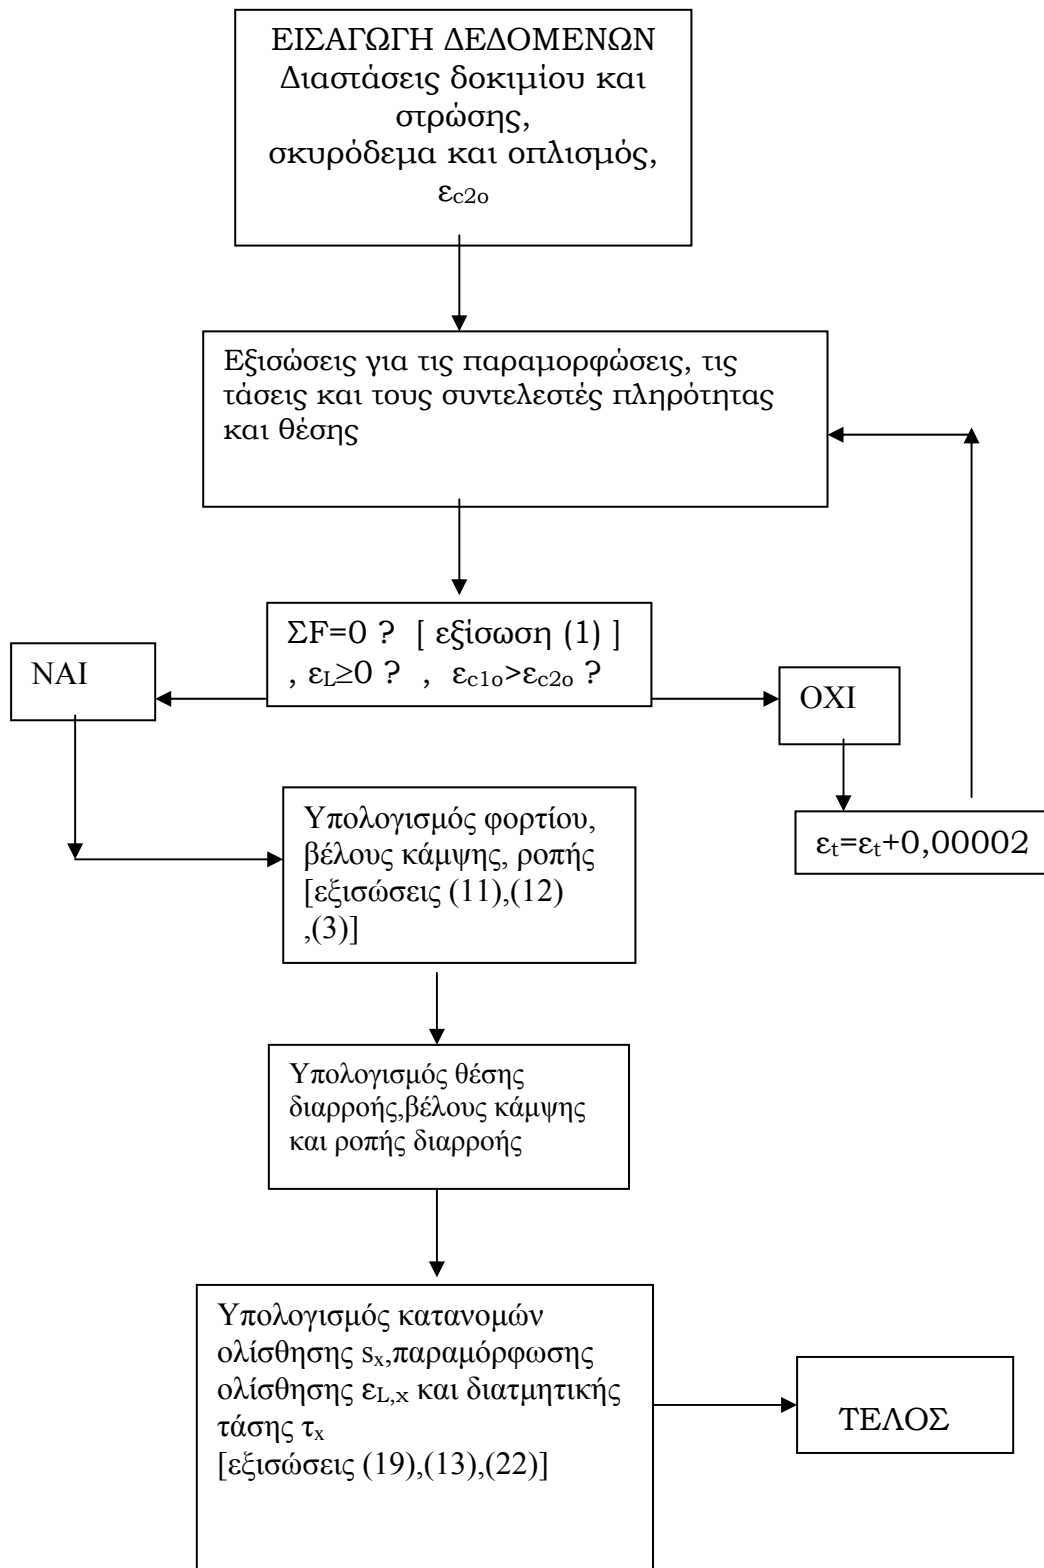 ΕΙΣΑΓΩΓΗ ΔΕΔΟΜΕΝΩΝ
Διαστάσεις δοκιμίου και
στρώσης,
σκυρόδεμα και οπλισμός,
εc2o
Εξισώσεις για τις παραμορφώσεις, τις
τάσεις και τους συντελεστές πληρότητας
και θέσης
ΣF=0 ? [ εξίσωση (1) ]
, εL≥0 ? , εc1o>εc2o ?
ΝΑΙ
ΟΧΙ
Υπολογισμός φορτίου,
βέλους κάμψης, ροπής
[εξισώσεις (11),(12)
,(3)]
εt=εt+0,00002
Υπολογισμός θέσης
διαρροής,βέλους κάμψης
και ροπής διαρροής
Υπολογισμός κατανομών
ολίσθησης sx,παραμόρφωσης
ολίσθησης εL,x και διατμητικής
τάσης τx
[εξισώσεις (19),(13),(22)]
ΤΕΛΟΣ